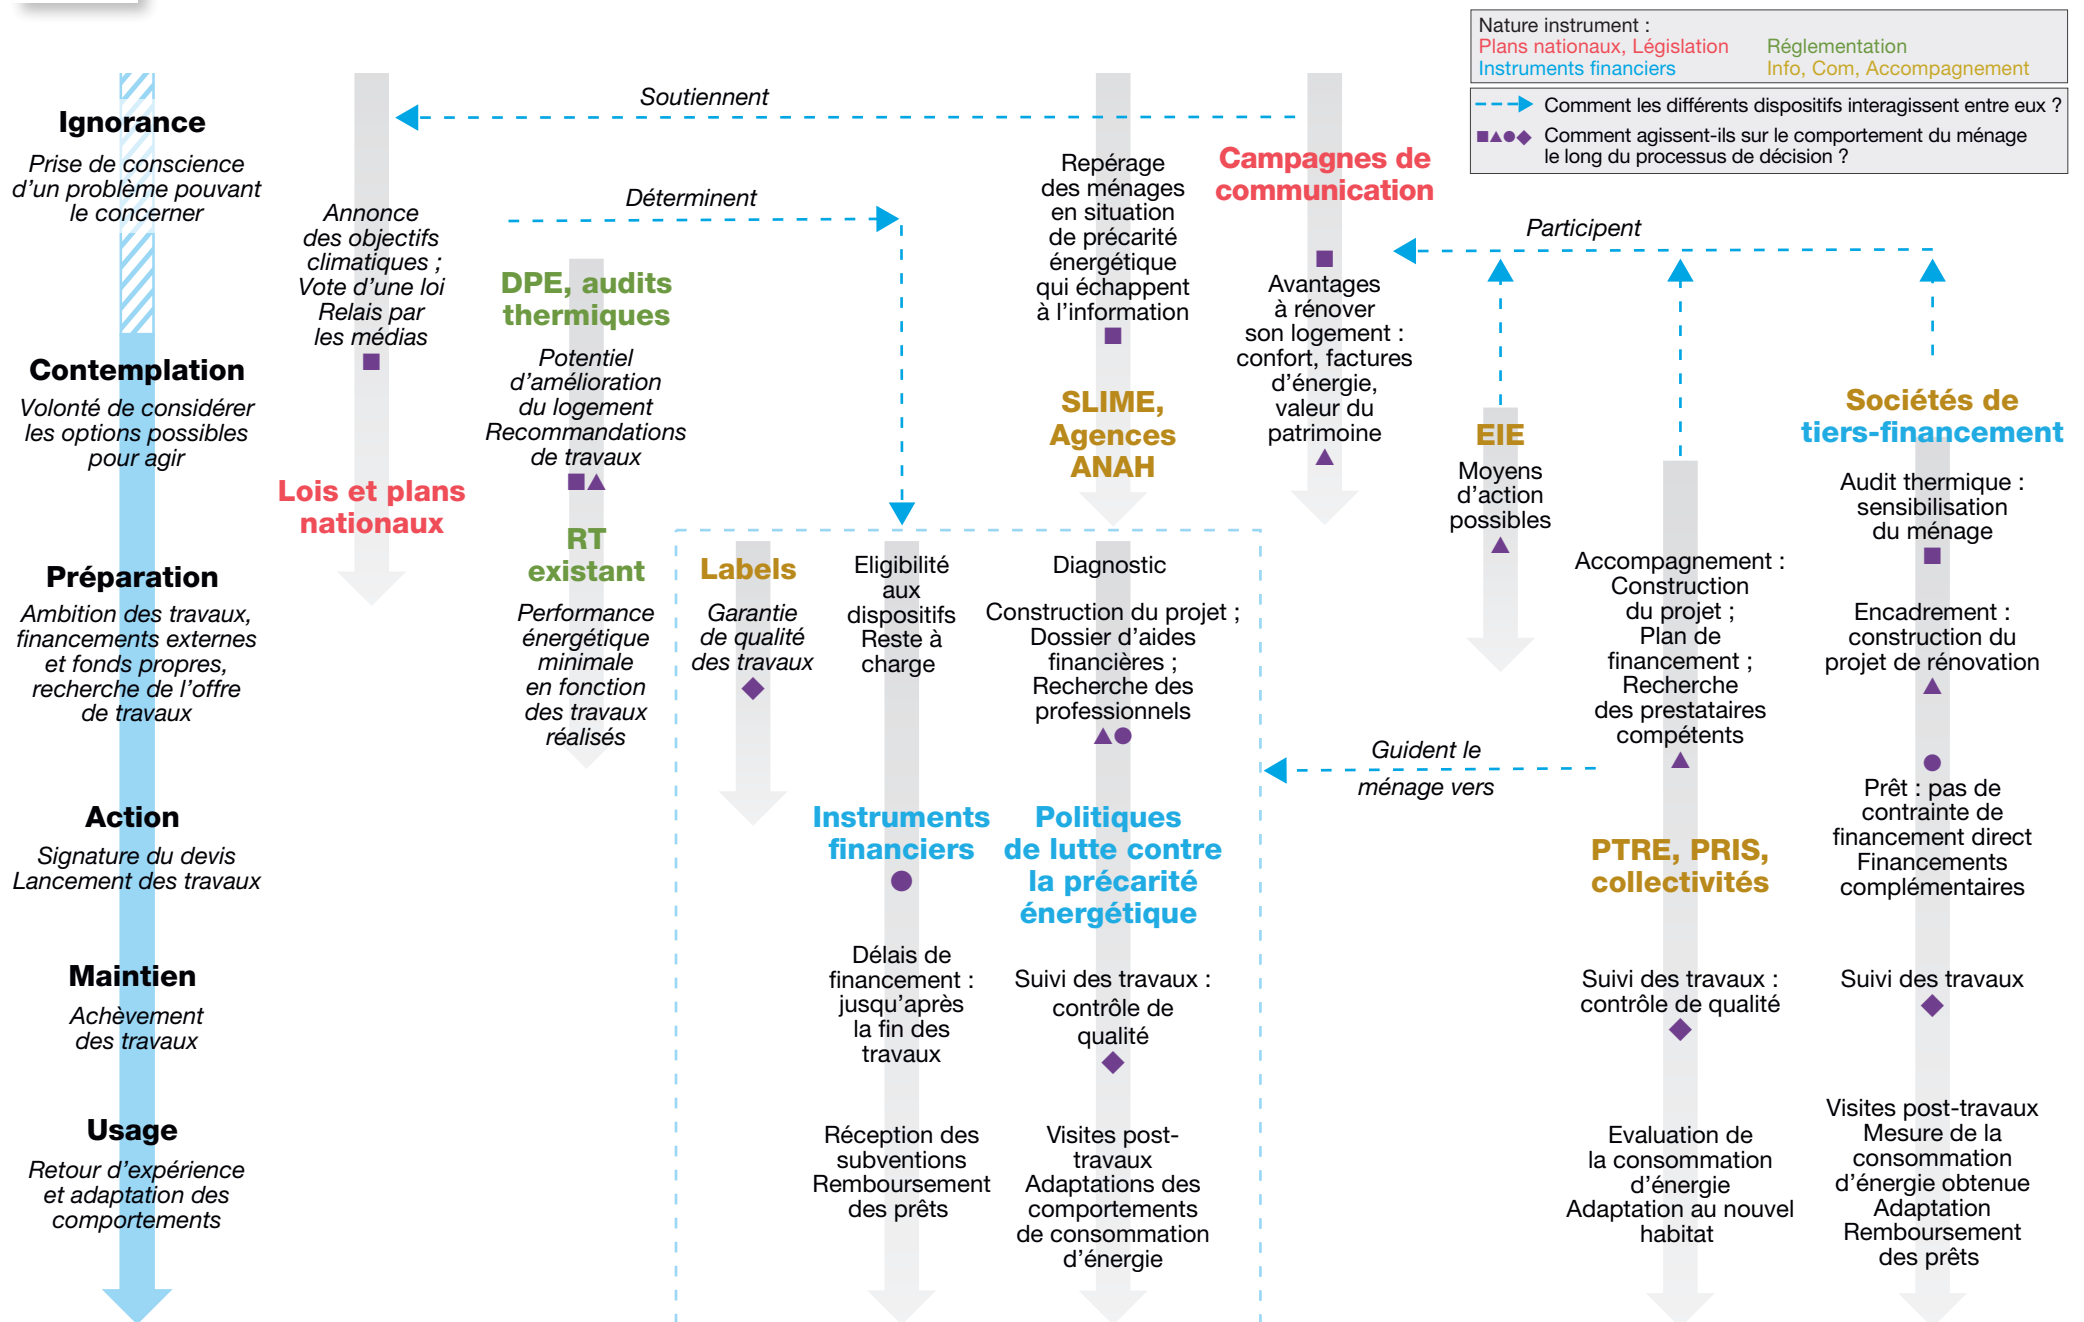 Nature instrument :
Plans nationaux, Législation
Réglementation
Instruments financiers
Info, Com, Accompagnement
Comment les différents dispositifs interagissent entre eux ?
Comment agissent-ils sur le comportement du ménage
le long du processus de décision ?
Ignorance
Prise de conscience
d’un problème pouvant
le concerner
Contemplation
Volonté de considérer
les options possibles
pour agir
Préparation
Ambition des travaux,
financements externes
et fonds propres,
recherche de l’offre
de travaux
Action
Signature du devis
Lancement des travaux
Maintien
Achèvement
des travaux
Usage
Retour d’expérience
et adaptation des
comportements
Soutiennent
Déterminent
Participent
Guident le
ménage vers
Annonce
des objectifs
climatiques ;
Vote d’une loi
Relais par
les médias
Lois et plans
nationaux
DPE, audits
thermiques
Potentiel
d’amélioration
du logement
Recommandations
de travaux
RT
existant
Performance
énergétique
minimale
en fonction
des travaux
réalisés
Labels
Garantie
de qualité
des travaux
Eligibilité
aux
dispositifs
Reste à
charge
Instruments
financiers
Délais de
financement :
jusqu’après
la fin des
travaux
Réception des
subventions
Remboursement
des prêts
Repérage
des ménages
en situation
de précarité
énergétique
qui échappent
à l’information
SLIME,
Agences
ANAH
Diagnostic
Construction du projet ;
Dossier d’aides
financières ;
Recherche des
professionnels
Politiques
de lutte contre
la précarité
énergétique
Suivi des travaux :
contrôle de
qualité
Visites post-
travaux
Adaptations des
comportements
de consommation
d’énergie
Campagnes de
communication
Avantages
à rénover
son logement :
confort, factures
d’énergie,
valeur du
patrimoine
EIE
Moyens
d’action
possibles
Accompagnement :
Construction
du projet ;
Plan de
financement ;
Recherche
des prestataires
compétents
PTRE, PRIS,
collectivités
Suivi des travaux :
contrôle de qualité
Evaluation de
la consommation
d’énergie
Adaptation au nouvel
habitat
Sociétés de
tiers-financement
Audit thermique :
sensibilisation
du ménage
Encadrement :
construction du
projet de rénovation
Prêt : pas de
contrainte de
financement direct
Financements
complémentaires
Suivi des travaux
Visites post-travaux
Mesure de la
consommation
d’énergie obtenue
Adaptation
Remboursement
des prêts